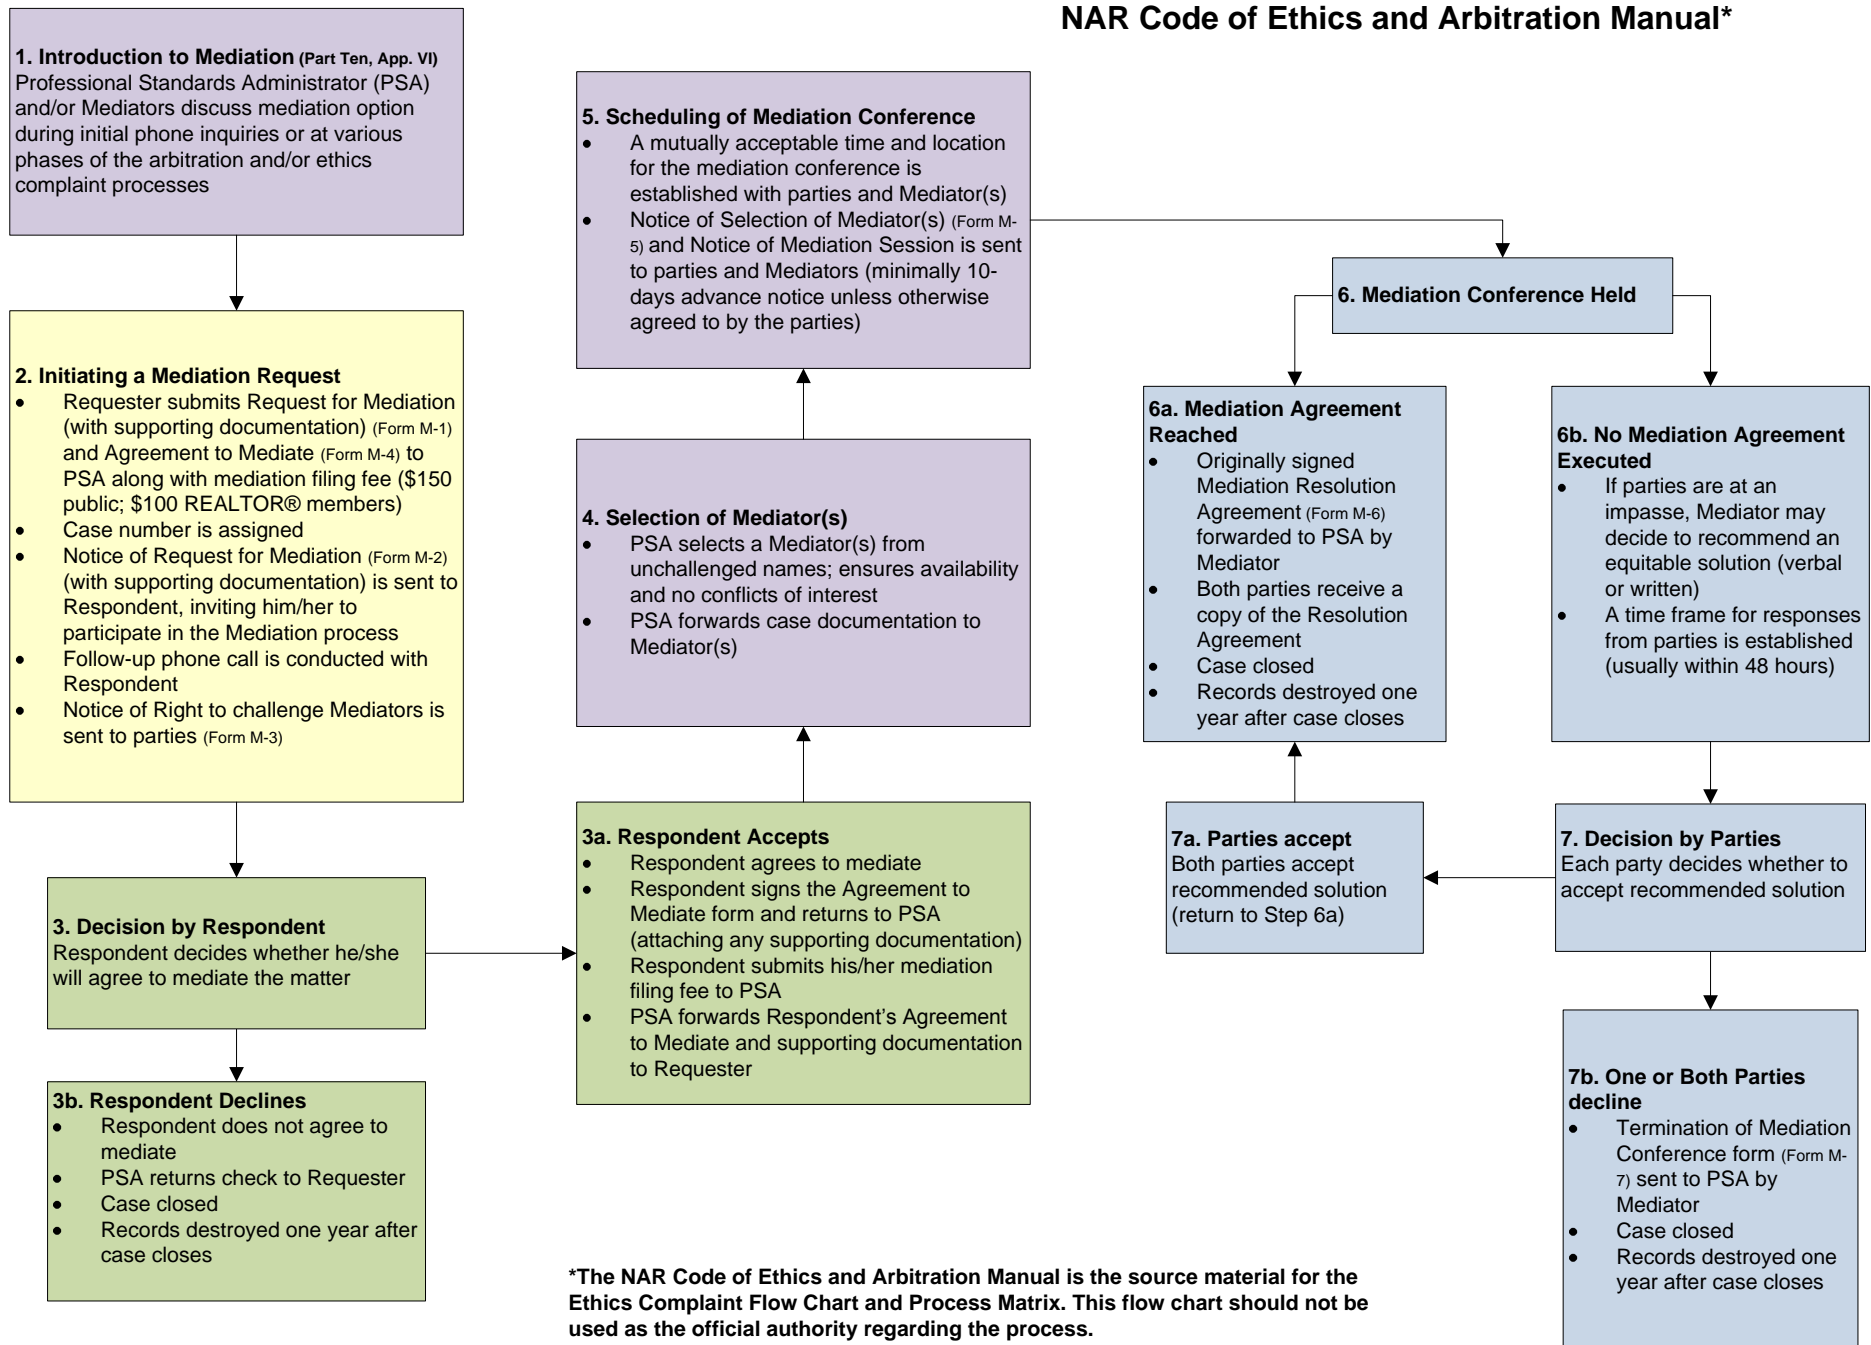 NAR Code of Ethics and Arbitration Manual*
1. Introduction to Mediation (Part Ten, App. VI)
Professional Standards Administrator (PSA)
and/or Mediators discuss mediation option
during initial phone inquiries or at various
phases of the arbitration and/or ethics
complaint processes
2. Initiating a Mediation Request
• Requester submits Request for Mediation
(with supporting documentation) (Form M-1)
and Agreement to Mediate (Form M-4) to
PSA along with mediation filing fee ($150
public; $100 REALTOR® members)
• Case number is assigned
• Notice of Request for Mediation (Form M-2)
(with supporting documentation) is sent to
Respondent, inviting him/her to
participate in the Mediation process
• Follow-up phone call is conducted with
Respondent
• Notice of Right to challenge Mediators is
sent to parties (Form M-3)
3. Decision by Respondent
Respondent decides whether he/she
will agree to mediate the matter
3b. Respondent Declines
• Respondent does not agree to
mediate
• PSA returns check to Requester
• Case closed
• Records destroyed one year after
case closes
3a. Respondent Accepts
• Respondent agrees to mediate
• Respondent signs the Agreement to
Mediate form and returns to PSA
(attaching any supporting documentation)
• Respondent submits his/her mediation
filing fee to PSA
• PSA forwards Respondent’s Agreement
to Mediate and supporting documentation
to Requester
4. Selection of Mediator(s)
• PSA selects a Mediator(s) from
unchallenged names; ensures availability
and no conflicts of interest
• PSA forwards case documentation to
Mediator(s)
5. Scheduling of Mediation Conference
• A mutually acceptable time and location
for the mediation conference is
established with parties and Mediator(s)
• Notice of Selection of Mediator(s) (Form M-
5) and Notice of Mediation Session is sent
to parties and Mediators (minimally 10-
days advance notice unless otherwise
agreed to by the parties)
6. Mediation Conference Held
6a. Mediation Agreement
Reached
• Originally signed
Mediation Resolution
Agreement (Form M-6)
forwarded to PSA by
Mediator
• Both parties receive a
copy of the Resolution
Agreement
• Case closed
• Records destroyed one
year after case closes
6b. No Mediation Agreement
Executed
• If parties are at an
impasse, Mediator may
decide to recommend an
equitable solution (verbal
or written)
• A time frame for responses
from parties is established
(usually within 48 hours)
7. Decision by Parties
Each party decides whether to
accept recommended solution
7a. Parties accept
Both parties accept
recommended solution
(return to Step 6a)
7b. One or Both Parties
decline
• Termination of Mediation
Conference form (Form M-
7) sent to PSA by
Mediator
• Case closed
• Records destroyed one
year after case closes
*The NAR Code of Ethics and Arbitration Manual is the source material for the
Ethics Complaint Flow Chart and Process Matrix. This flow chart should not be
used as the official authority regarding the process.